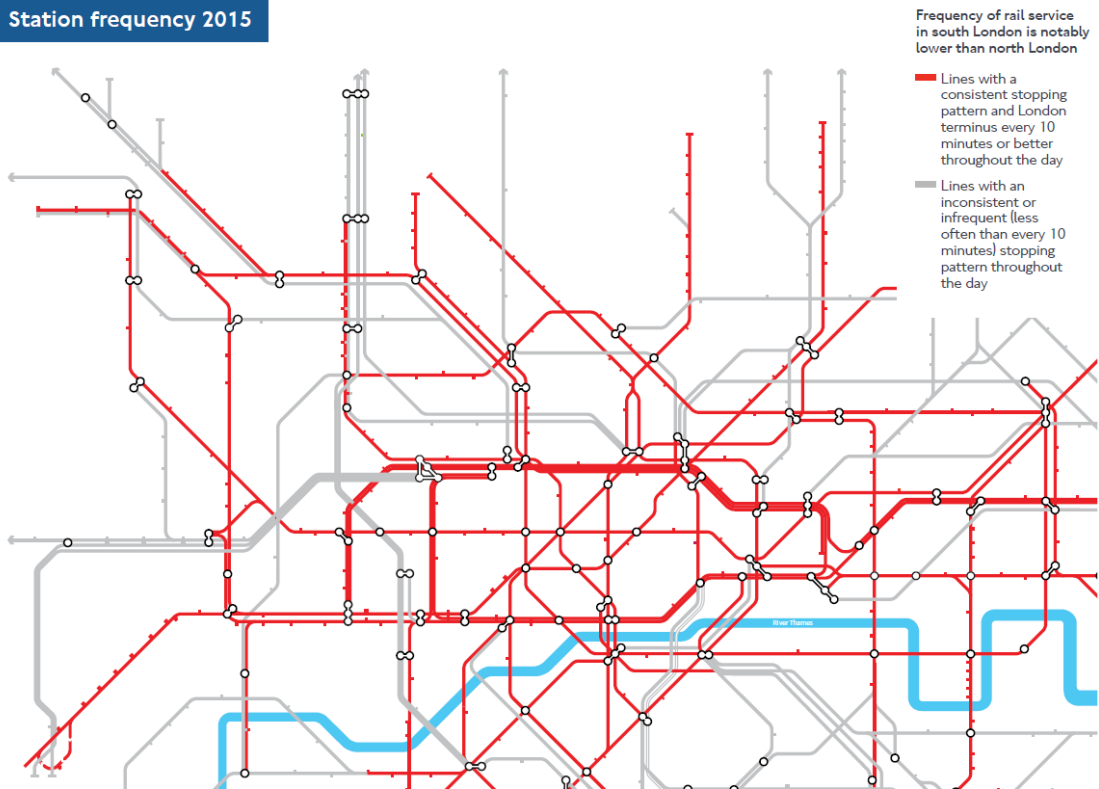 Station frequency 2015
Frequency of rail service
in south London is notably
lower than north London
Lines with a
consistent stopping
pattern and London
terminus every 10
minutes or better
throughout the day
Lines with an
inconsistent or
infrequent (less
often than every 10
minutes) stopping
pattern throughout
the day
River Thames